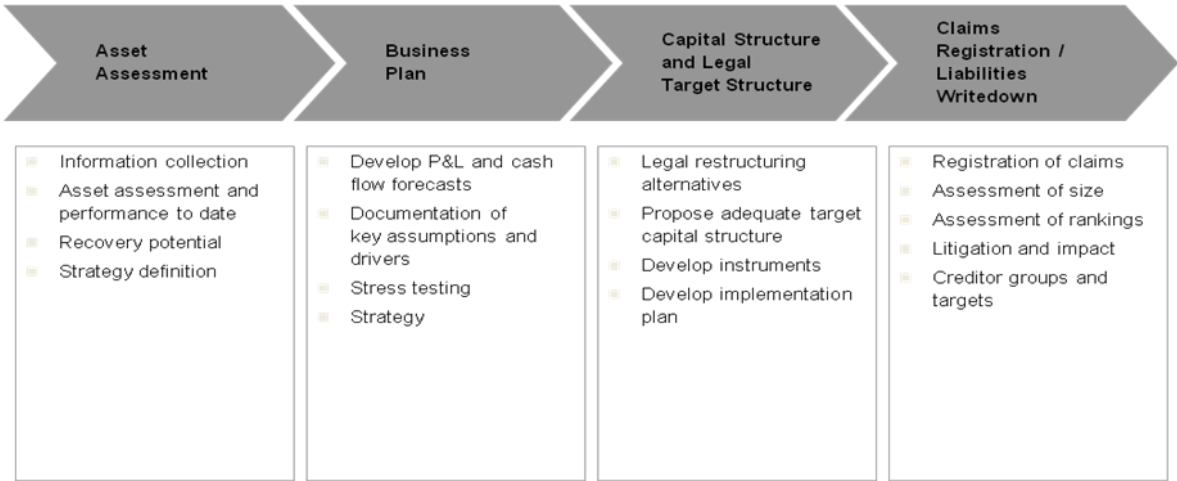 Asset
Assessment
Business
Plan
Capital Structure
and Legal
Target Structure
Claims
Registration /
Liabilities
Writedown
Information collection
Asset assessment and
performance to date
Recovery potential
Strategy definition
Develop P&L and cash
flow forecasts
Documentation of
key assumptions and
drivers
Stress testing
Strategy
Legal restructuring
alternatives
Propose adequate target
capital structure
Develop instruments
Develop implementation
plan
Registration of claims
Assessment of size
Assessment of rankings
Litigation and impact
Creditor groups and
targets